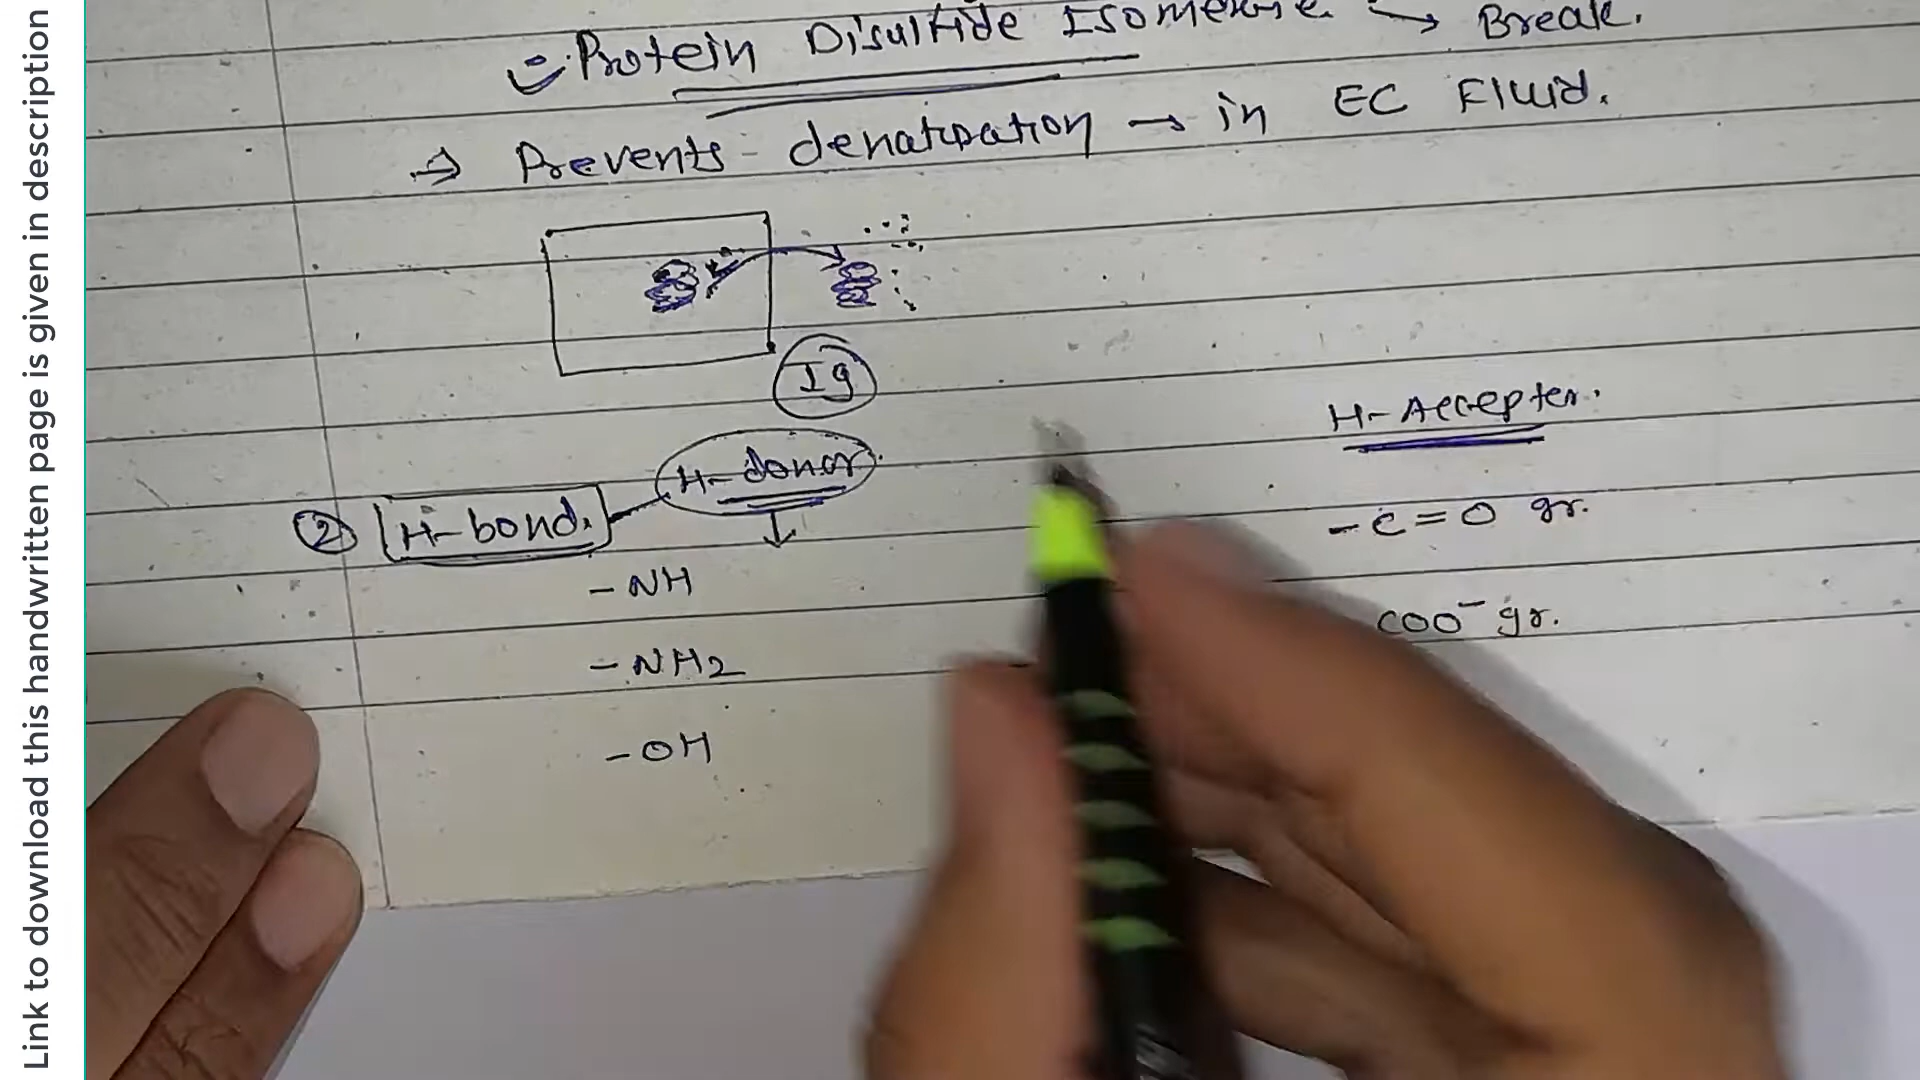 Link to download this handwritten page is given in description
Protein Disulfide Isomerase. → Break.
→ Prevents denaturation → in EC Fluid.
Ig
H-Accepter.
② H-bond. H-donor.
-C=O gr.
-NH
COO⁻ gr.
-NH2
-OH